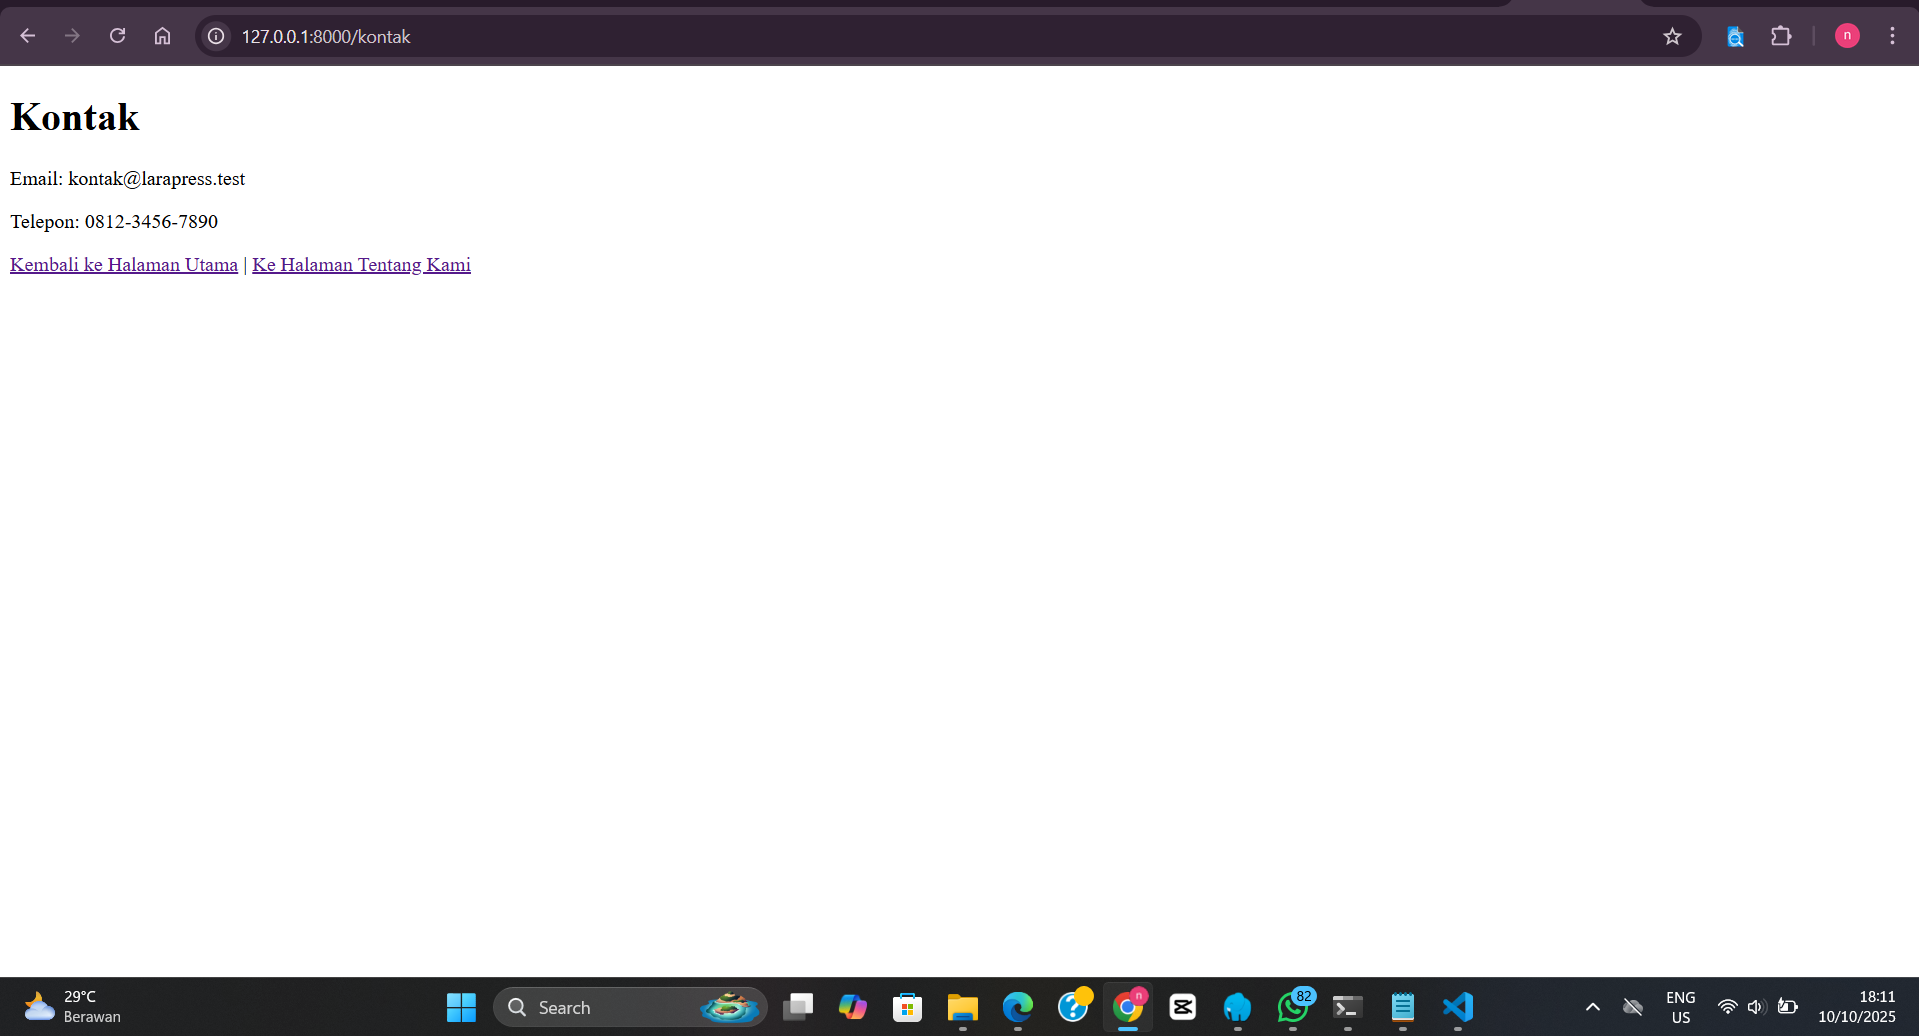 127.0.0.1:8000/kontak
n
Kontak
Email: kontak@larapress.test
Telepon: 0812-3456-7890
Kembali ke Halaman Utama | Ke Halaman Tentang Kami
29°C
Berawan
Search
n
82
ENG
US
18:11
10/10/2025